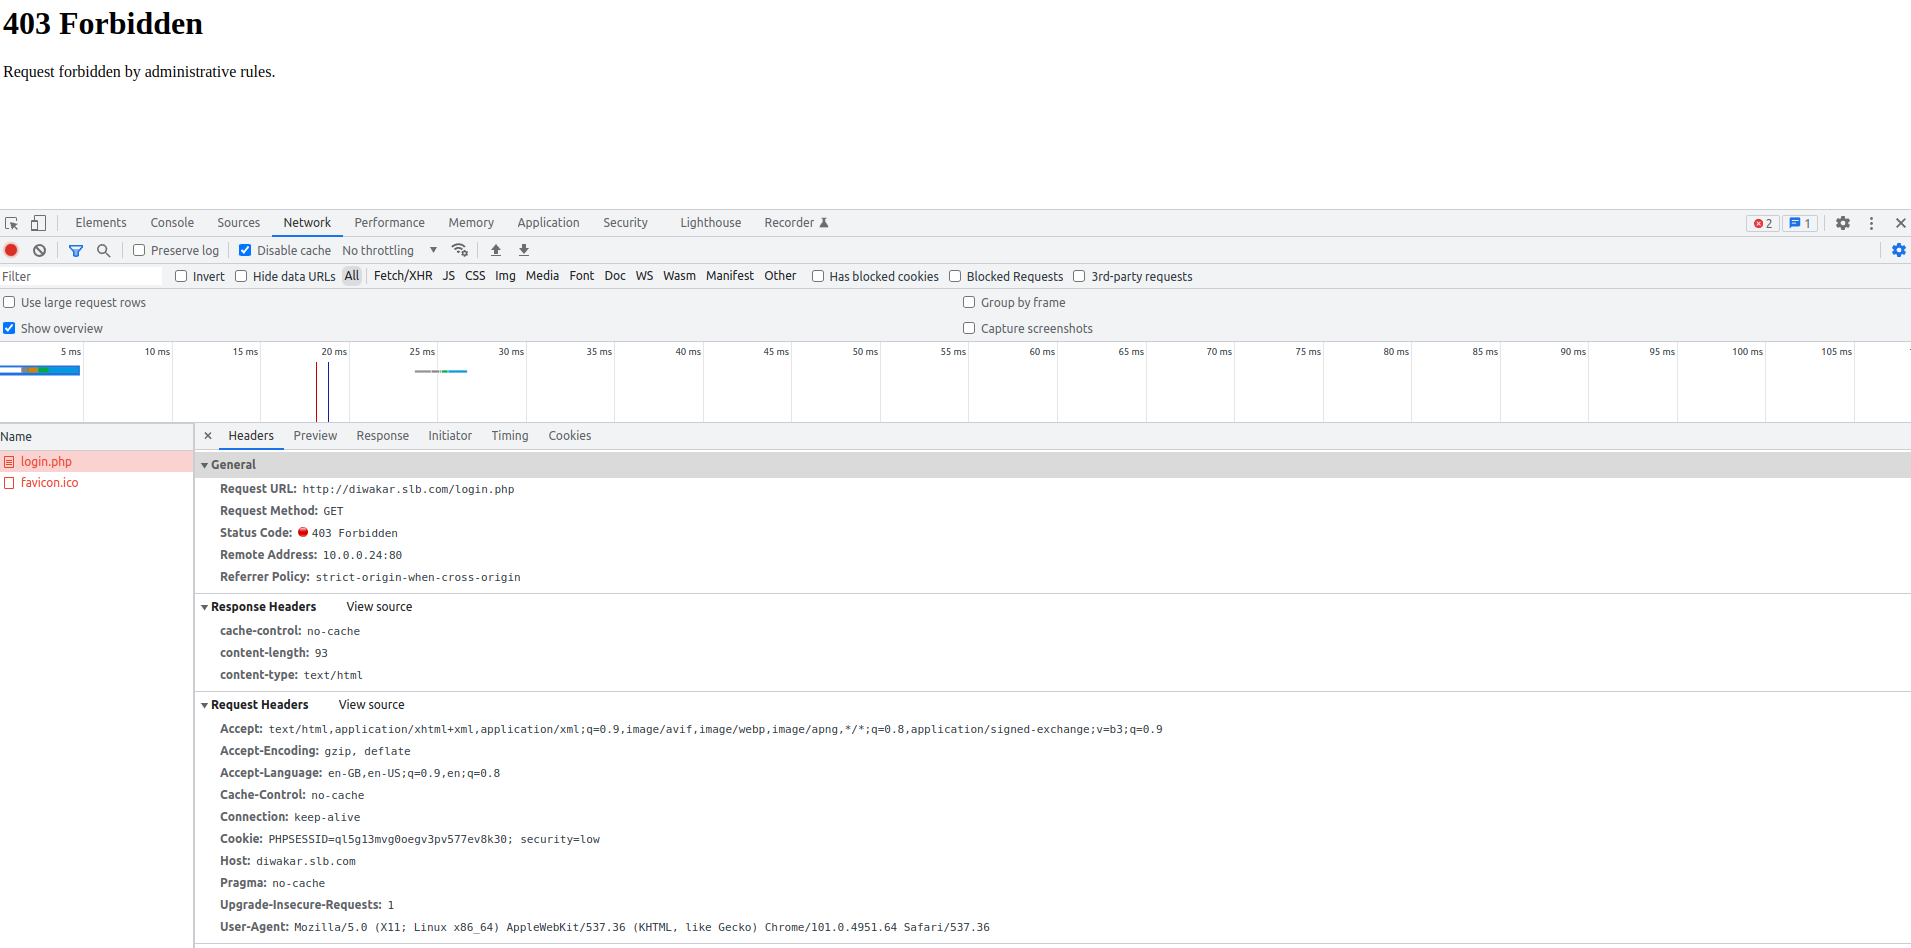 403 Forbidden
Request forbidden by administrative rules.
Elements Console Sources Network Performance Memory Application Security Lighthouse Recorder 2 1
Preserve log Disable cache No throttling
Filter Invert Hide data URLs All Fetch/XHR JS CSS Img Media Font Doc WS Wasm Manifest Other Has blocked cookies Blocked Requests 3rd-party requests
Use large request rows Group by frame
Show overview Capture screenshots
5 ms 10 ms 15 ms 20 ms 25 ms 30 ms 35 ms 40 ms 45 ms 50 ms 55 ms 60 ms 65 ms 70 ms 75 ms 80 ms 85 ms 90 ms 95 ms 100 ms 105 ms
Name
login.php
favicon.ico
Headers Preview Response Initiator Timing Cookies
General
Request URL: http://diwakar.slb.com/login.php
Request Method: GET
Status Code: 403 Forbidden
Remote Address: 10.0.0.24:80
Referrer Policy: strict-origin-when-cross-origin
Response Headers View source
cache-control: no-cache
content-length: 93
content-type: text/html
Request Headers View source
Accept: text/html,application/xhtml+xml,application/xml;q=0.9,image/avif,image/webp,image/apng,*/*;q=0.8,application/signed-exchange;v=b3;q=0.9
Accept-Encoding: gzip, deflate
Accept-Language: en-GB,en-US;q=0.9,en;q=0.8
Cache-Control: no-cache
Connection: keep-alive
Cookie: PHPSESSID=ql5g13mvg0oegv3pv577ev8k30; security=low
Host: diwakar.slb.com
Pragma: no-cache
Upgrade-Insecure-Requests: 1
User-Agent: Mozilla/5.0 (X11; Linux x86_64) AppleWebKit/537.36 (KHTML, like Gecko) Chrome/101.0.4951.64 Safari/537.36